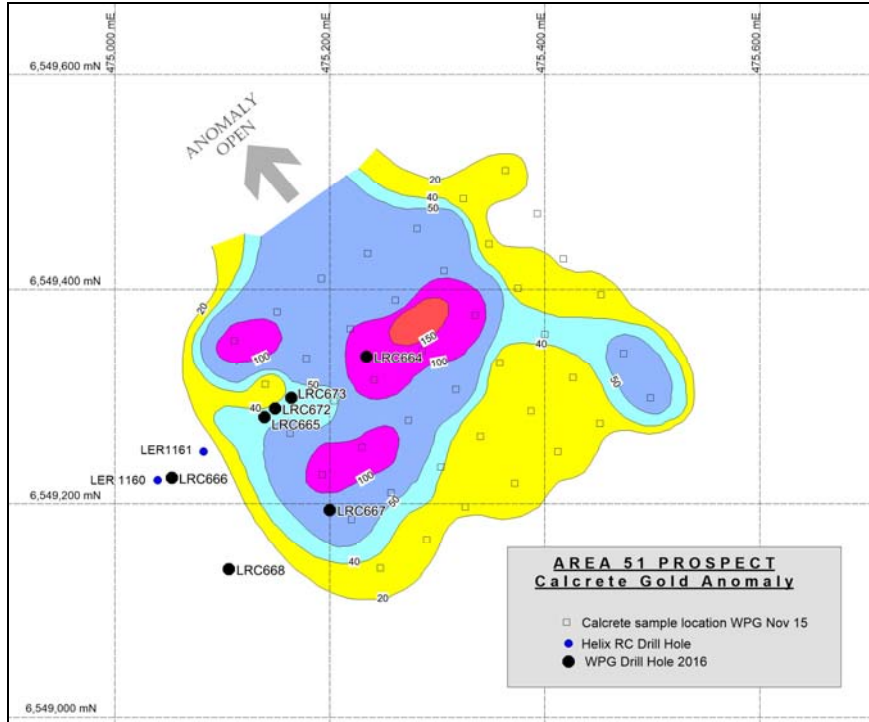 475,000 mE
475,200 mE
475,400 mE
475,600 mE
6,549,600 mN
ANOMALY
OPEN
20
40
50
6,549,400 mN
20
150
100
100
LRC664
40
50
50
LRC673
40
LRC672
LRC665
LER1161
LER 1160
LRC666
100
50
6,549,200 mN
LRC667
LRC668
40
20
AREA 51 PROSPECT
Calcrete Gold Anomaly
Calcrete sample location WPG Nov 15
Helix RC Drill Hole
WPG Drill Hole 2016
6,549,000 mN